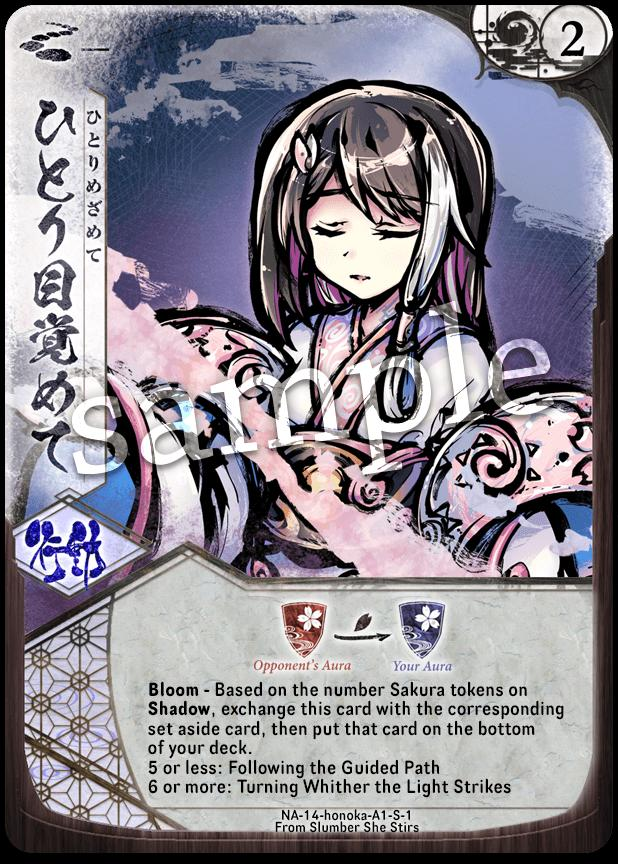 2
ひとり目覚めて
ひとりめざめて
sample
行動
Opponent's Aura
Your Aura
Bloom - Based on the number Sakura tokens on
Shadow, exchange this card with the corresponding
set aside card, then put that card on the bottom
of your deck.
5 or less: Following the Guided Path
6 or more: Turning Whither the Light Strikes
NA-14-honoka-A1-S-1
From Slumber She Stirs